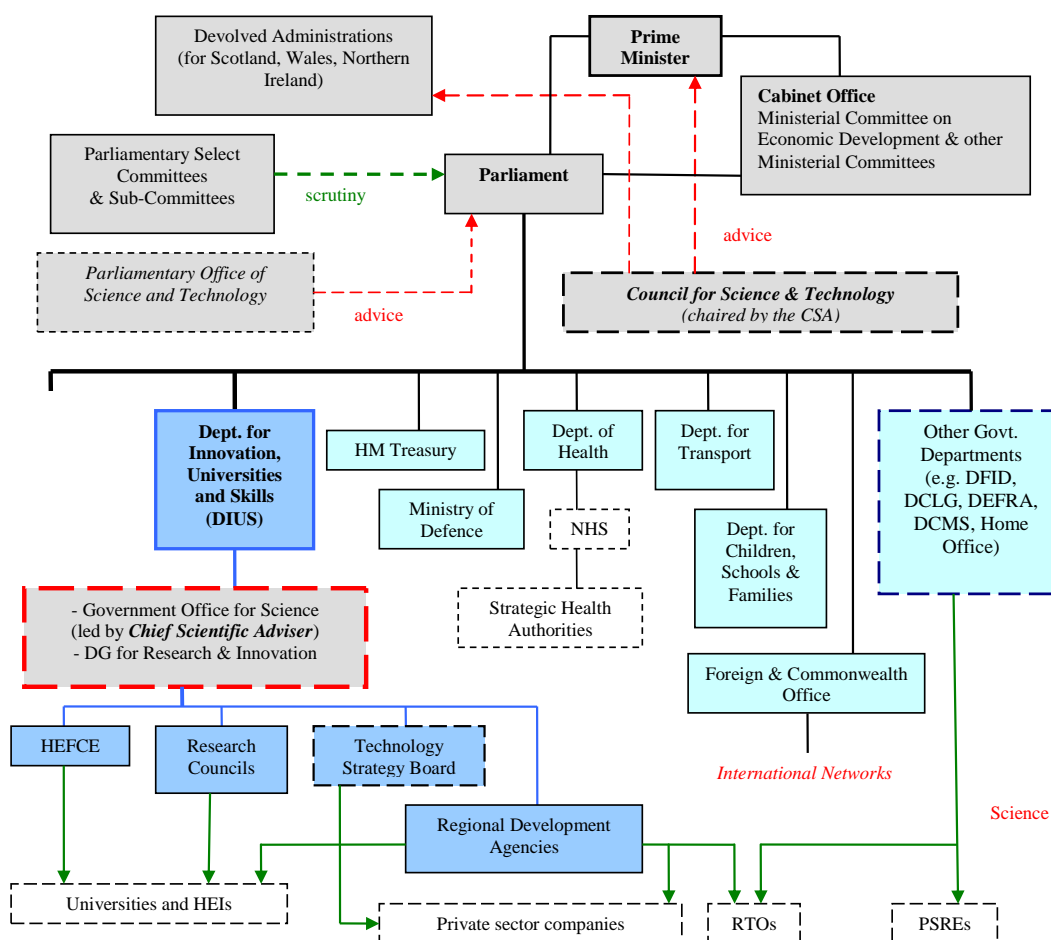 Devolved Administrations
(for Scotland, Wales, Northern
Ireland)
Prime
Minister
Cabinet Office
Ministerial Committee on
Economic Development & other
Ministerial Committees
Parliamentary Select
Committees
& Sub-Committees
scrutiny
Parliament
advice
Parliamentary Office of
Science and Technology
advice
Council for Science & Technology
(chaired by the CSA)
Dept. for
Innovation,
Universities
and Skills
(DIUS)
HM Treasury
Dept. of
Health
Dept. for
Transport
Other Govt.
Departments
(e.g. DFID,
DCLG, DEFRA,
DCMS, Home
Office)
Ministry of
Defence
NHS
Dept. for
Children,
Schools &
Families
Strategic Health
Authorities
- Government Office for Science
(led by Chief Scientific Adviser)
- DG for Research & Innovation
Foreign & Commonwealth
Office
HEFCE
Research
Councils
Technology
Strategy Board
International Networks
Science
Regional Development
Agencies
Universities and HEIs
Private sector companies
RTOs
PSREs